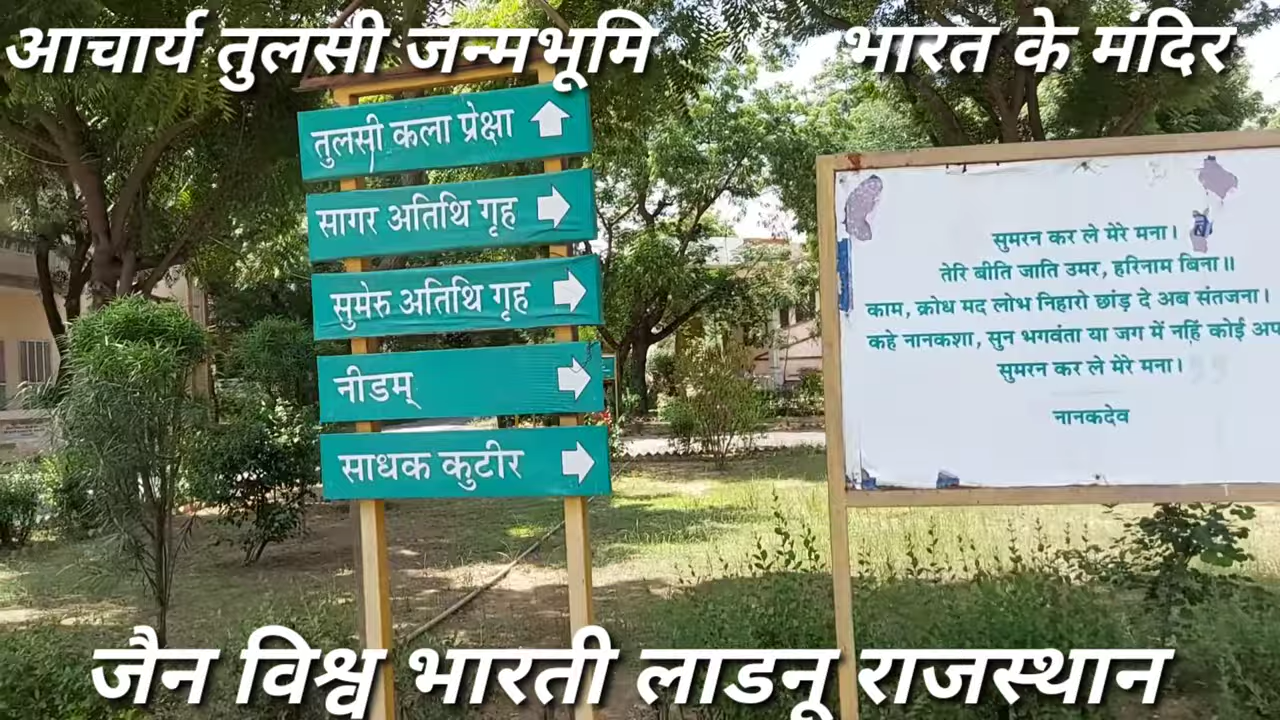 आचार्य तुलसी जन्मभूमि
भारत के मंदिर
तुलसी कला प्रेक्षा
सागर अतिथि गृह
सुमेरु अतिथि गृह
नीडम्
साधक कुटीर
सुमरन कर ले मेरे मना।
तेरि बीति जाति उमर, हरिनाम बिना॥
काम, क्रोध मद लोभ निहारो छांड़ दे अब संतजना।
कहे नानकशा, सुन भगवंता या जग में नहिं कोई
सुमरन कर ले मेरे मना।
नानकदेव
जैन विश्व भारती लाडनू राजस्थान